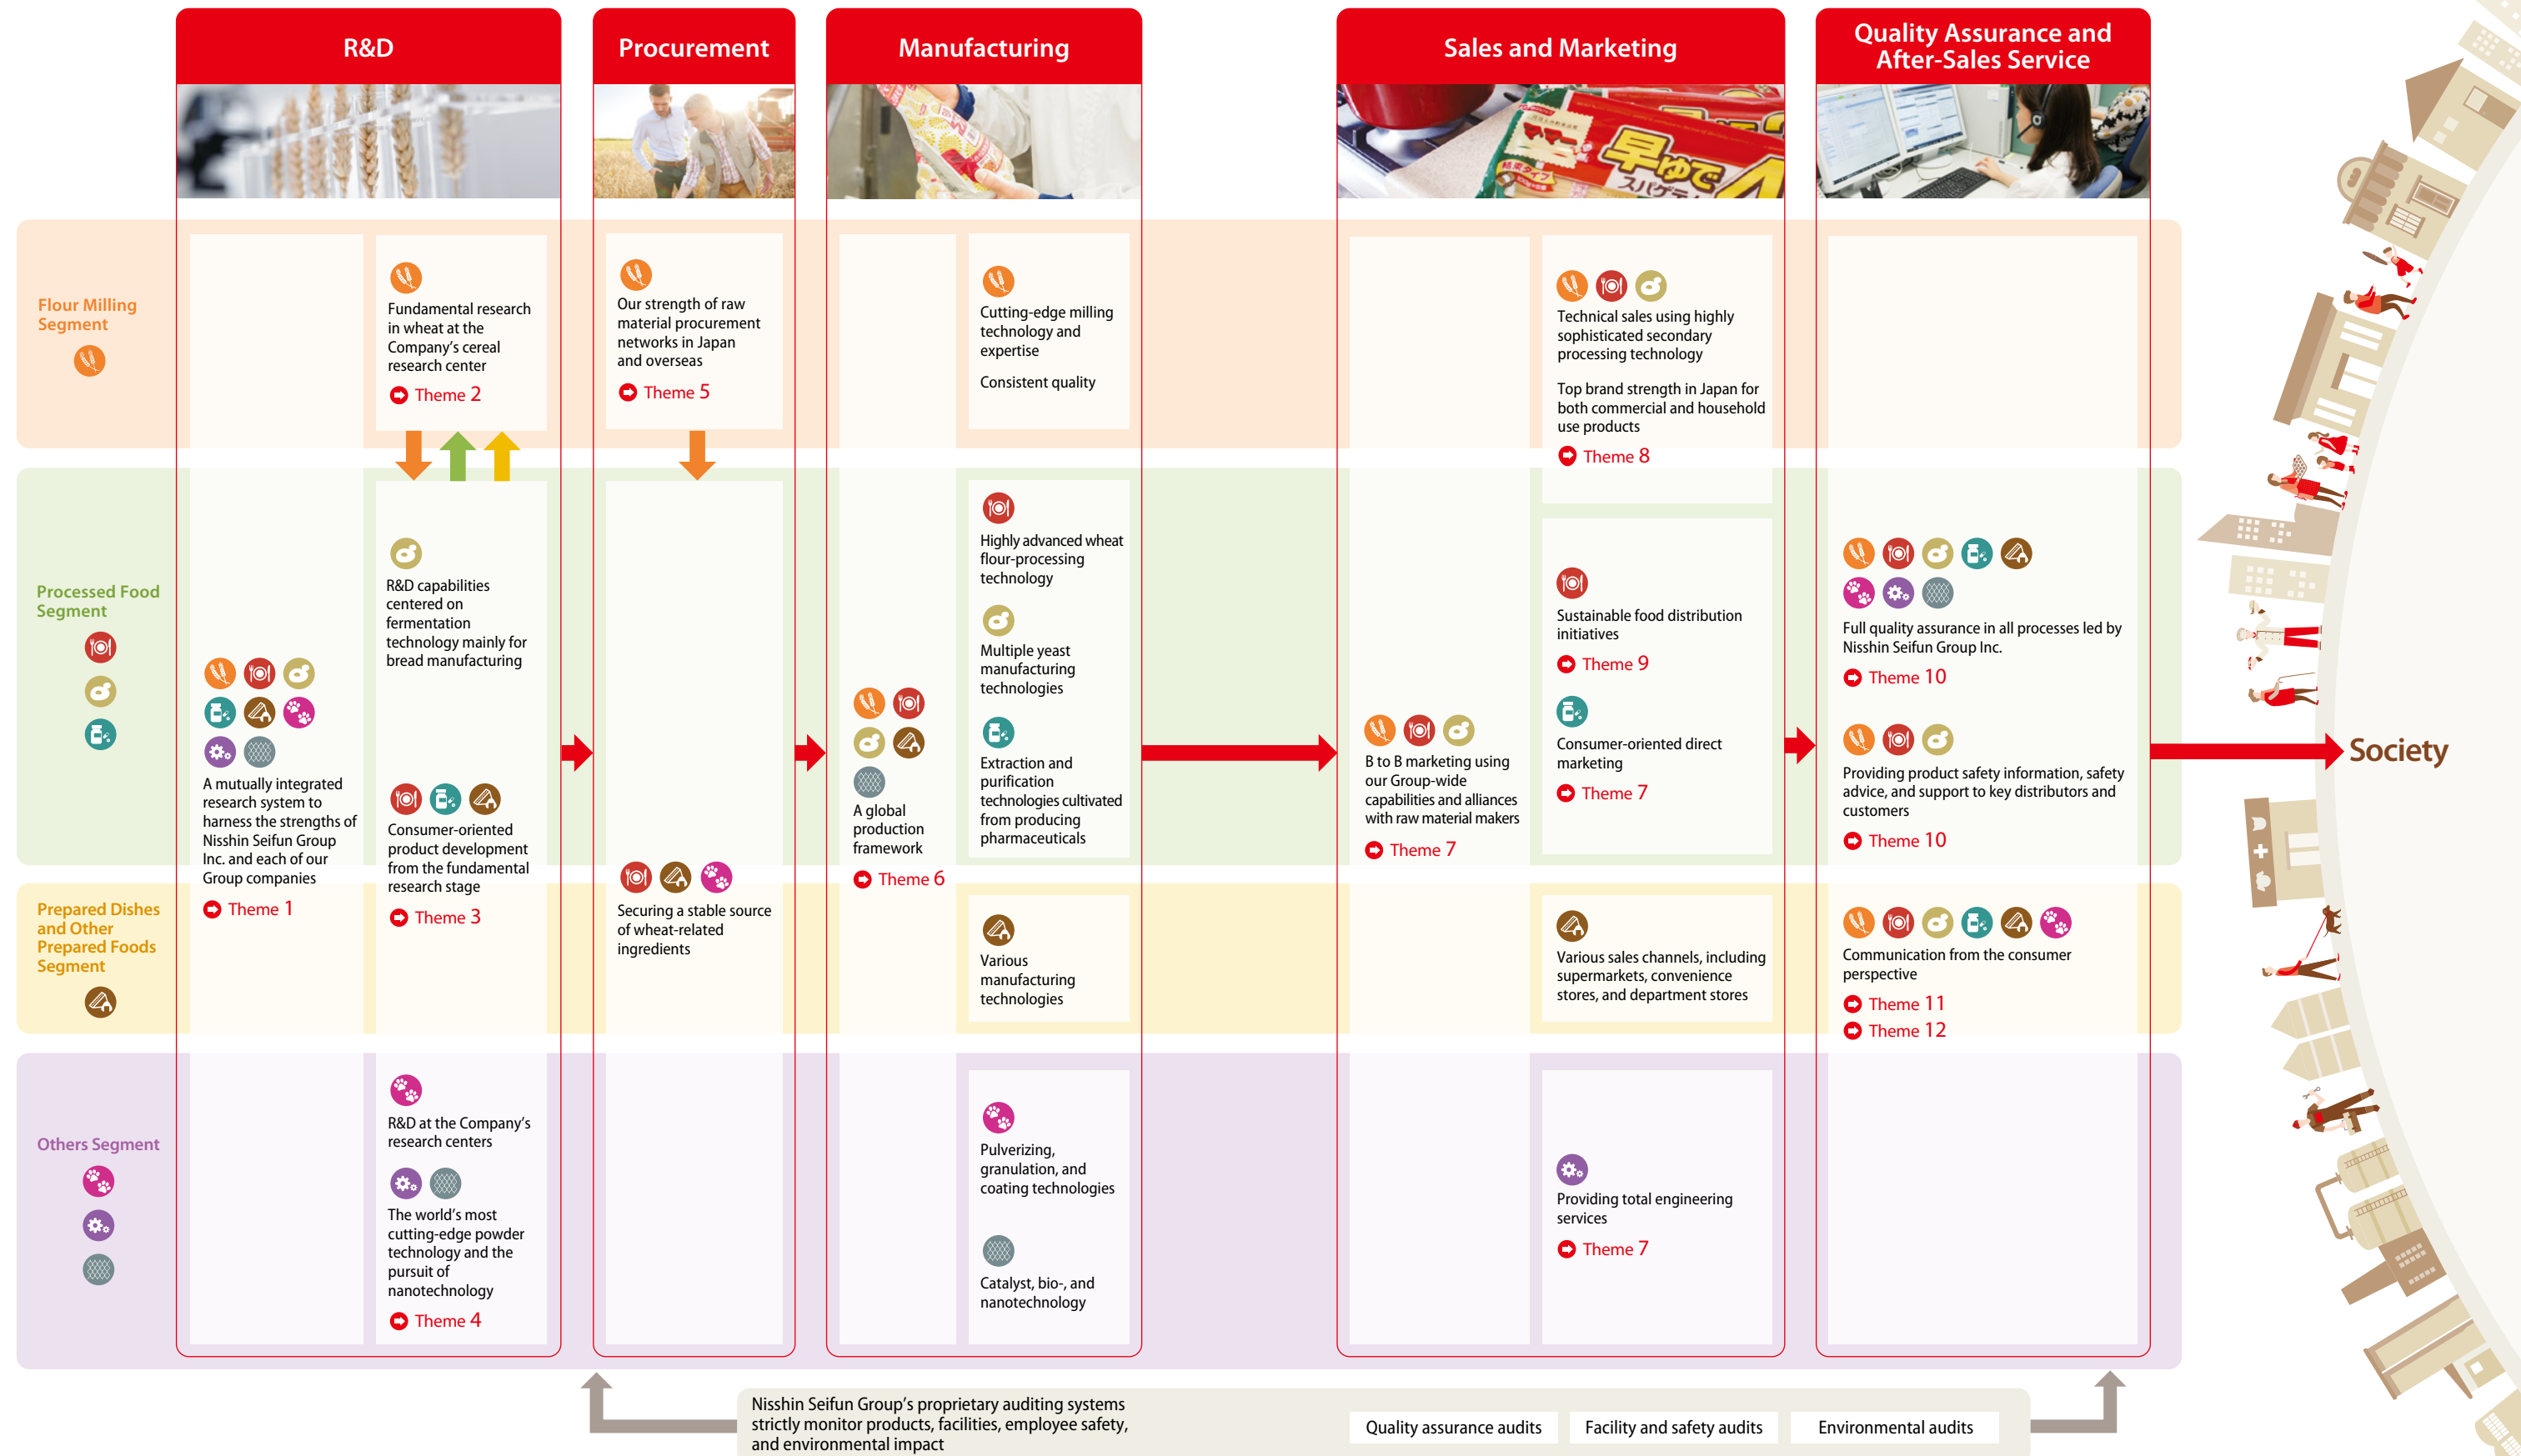 R&D
Procurement
Manufacturing
Sales and Marketing
Quality Assurance and
After-Sales Service
早ゆで
スパゲティ
結束タイプ
Flour Milling
Segment
Fundamental research
in wheat at the
Company's cereal
research center
Theme 2
Our strength of raw
material procurement
networks in Japan
and overseas
Theme 5
Cutting-edge milling
technology and
expertise
Consistent quality
Technical sales using highly
sophisticated secondary
processing technology
Top brand strength in Japan for
both commercial and household
use products
Theme 8
Processed Food
Segment
A mutually integrated
research system to
harness the strengths of
Nisshin Seifun Group
Inc. and each of our
Group companies
Theme 1
R&D capabilities
centered on
fermentation
technology mainly for
bread manufacturing
Consumer-oriented
product development
from the fundamental
research stage
Theme 3
Securing a stable source
of wheat-related
ingredients
A global
production
framework
Theme 6
Highly advanced wheat
flour-processing
technology
Multiple yeast
manufacturing
technologies
Extraction and
purification
technologies cultivated
from producing
pharmaceuticals
B to B marketing using
our Group-wide
capabilities and alliances
with raw material makers
Theme 7
Sustainable food distribution
initiatives
Theme 9
Consumer-oriented direct
marketing
Theme 7
Full quality assurance in all processes led by
Nisshin Seifun Group Inc.
Theme 10
Providing product safety information, safety
advice, and support to key distributors and
customers
Theme 10
Society
Prepared Dishes
and Other
Prepared Foods
Segment
Various
manufacturing
technologies
Various sales channels, including
supermarkets, convenience
stores, and department stores
Communication from the consumer
perspective
Theme 11
Theme 12
Others Segment
R&D at the Company's
research centers
The world's most
cutting-edge powder
technology and the
pursuit of
nanotechnology
Theme 4
Pulverizing,
granulation, and
coating technologies
Catalyst, bio-, and
nanotechnology
Providing total engineering
services
Theme 7
Nisshin Seifun Group's proprietary auditing systems
strictly monitor products, facilities, employee safety,
and environmental impact
Quality assurance audits
Facility and safety audits
Environmental audits